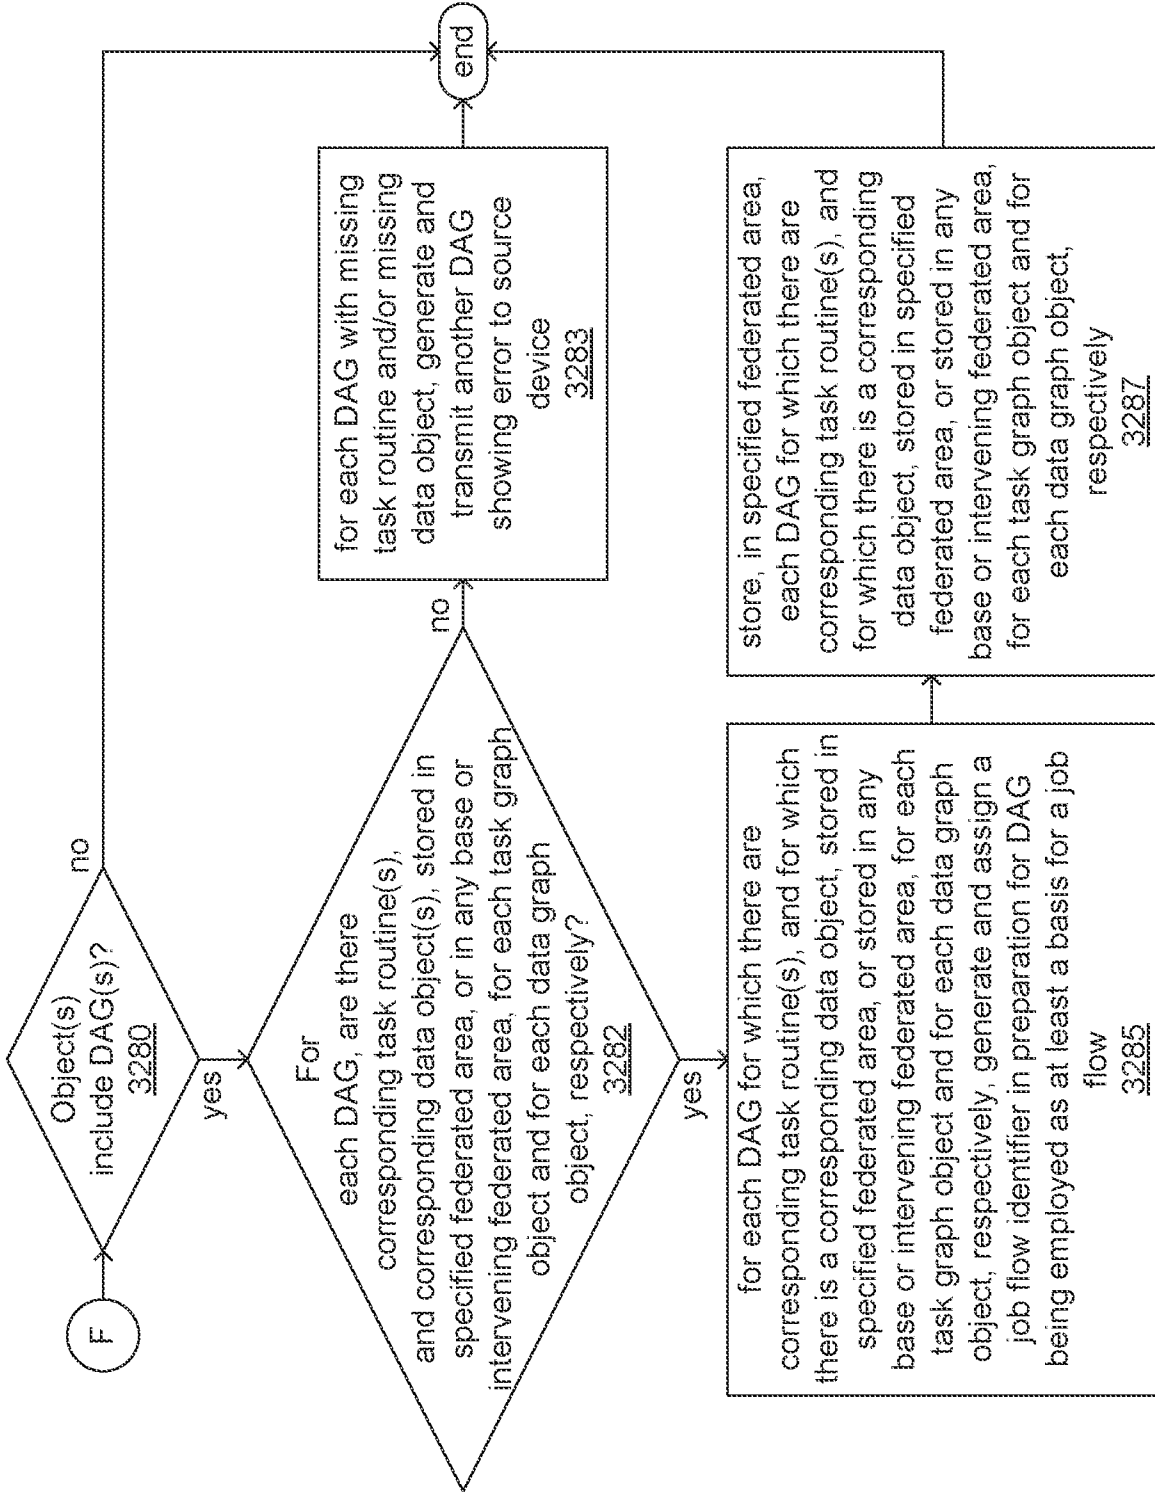 F
Object(s)
include DAG(s)?
3280
no
yes
end
For
each DAG, are there
corresponding task routine(s),
and corresponding data object(s), stored in
specified federated area, or in any base or
intervening federated area, for each task graph
object and for each data graph
object, respectively?
3282
no
yes
for each DAG with missing
task routine and/or missing
data object, generate and
transmit another DAG
showing error to source
device
3283
for each DAG for which there are
corresponding task routine(s), and for which
there is a corresponding data object, stored in
specified federated area, or stored in any
base or intervening federated area, for each
task graph object and for each data graph
object, respectively, generate and assign a
job flow identifier in preparation for DAG
being employed as at least a basis for a job
flow
3285
store, in specified federated area,
each DAG for which there are
corresponding task routine(s), and
for which there is a corresponding
data object, stored in specified
federated area, or stored in any
base or intervening federated area,
for each task graph object and for
each data graph object,
respectively
3287